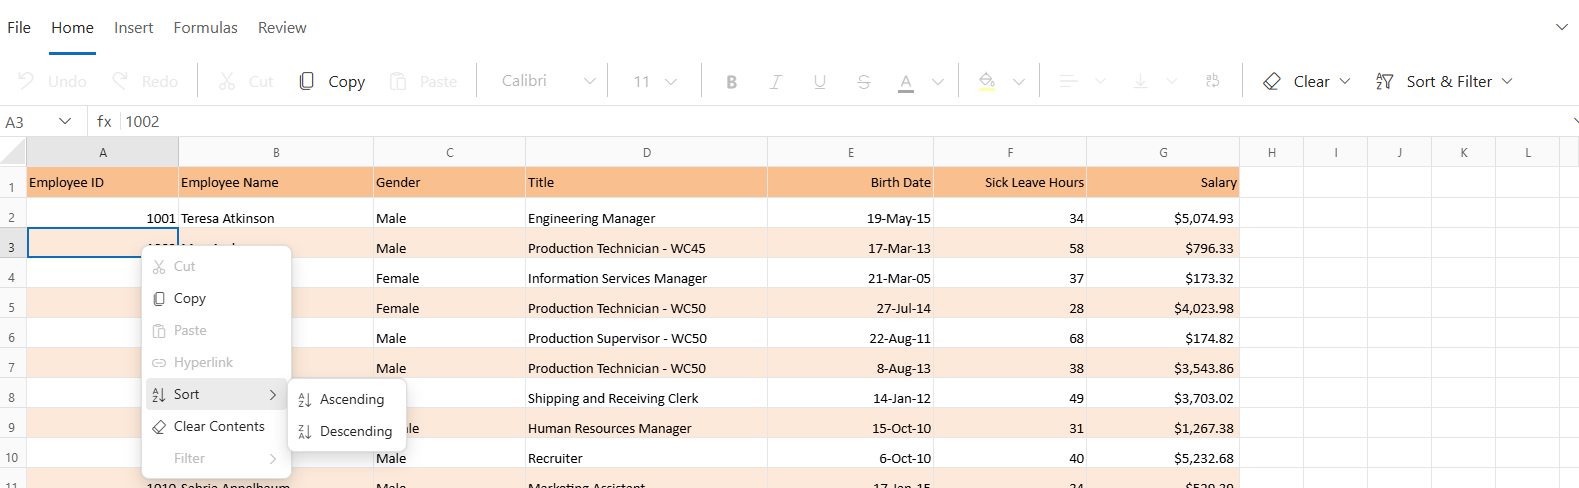 File Home Insert Formulas Review
Undo Redo Cut Copy Paste Calibri 11 B I U S A ab Clear Sort & Filter
A3 fx 1002
A B C D E F G H I J K L
1 Employee ID Employee Name Gender Title Birth Date Sick Leave Hours Salary
2 1001 Teresa Atkinson Male Engineering Manager 19-May-15 34 $5,074.93
3 Male Production Technician - WC45 17-Mar-13 58 $796.33
4 Female Information Services Manager 21-Mar-05 37 $173.32
5 Female Production Technician - WC50 27-Jul-14 28 $4,023.98
6 Male Production Supervisor - WC50 22-Aug-11 68 $174.82
7 Male Production Technician - WC50 8-Aug-13 38 $3,543.86
8 Shipping and Receiving Clerk 14-Jan-12 49 $3,703.02
9 Human Resources Manager 15-Oct-10 31 $1,267.38
10 Male Recruiter 6-Oct-10 40 $5,232.68
11 1010 Sabria Appelbaum Male Marketing Assistant 17-Jan-15 24
Cut
Copy
Paste
Hyperlink
Sort
Clear Contents
Filter
Ascending
Descending